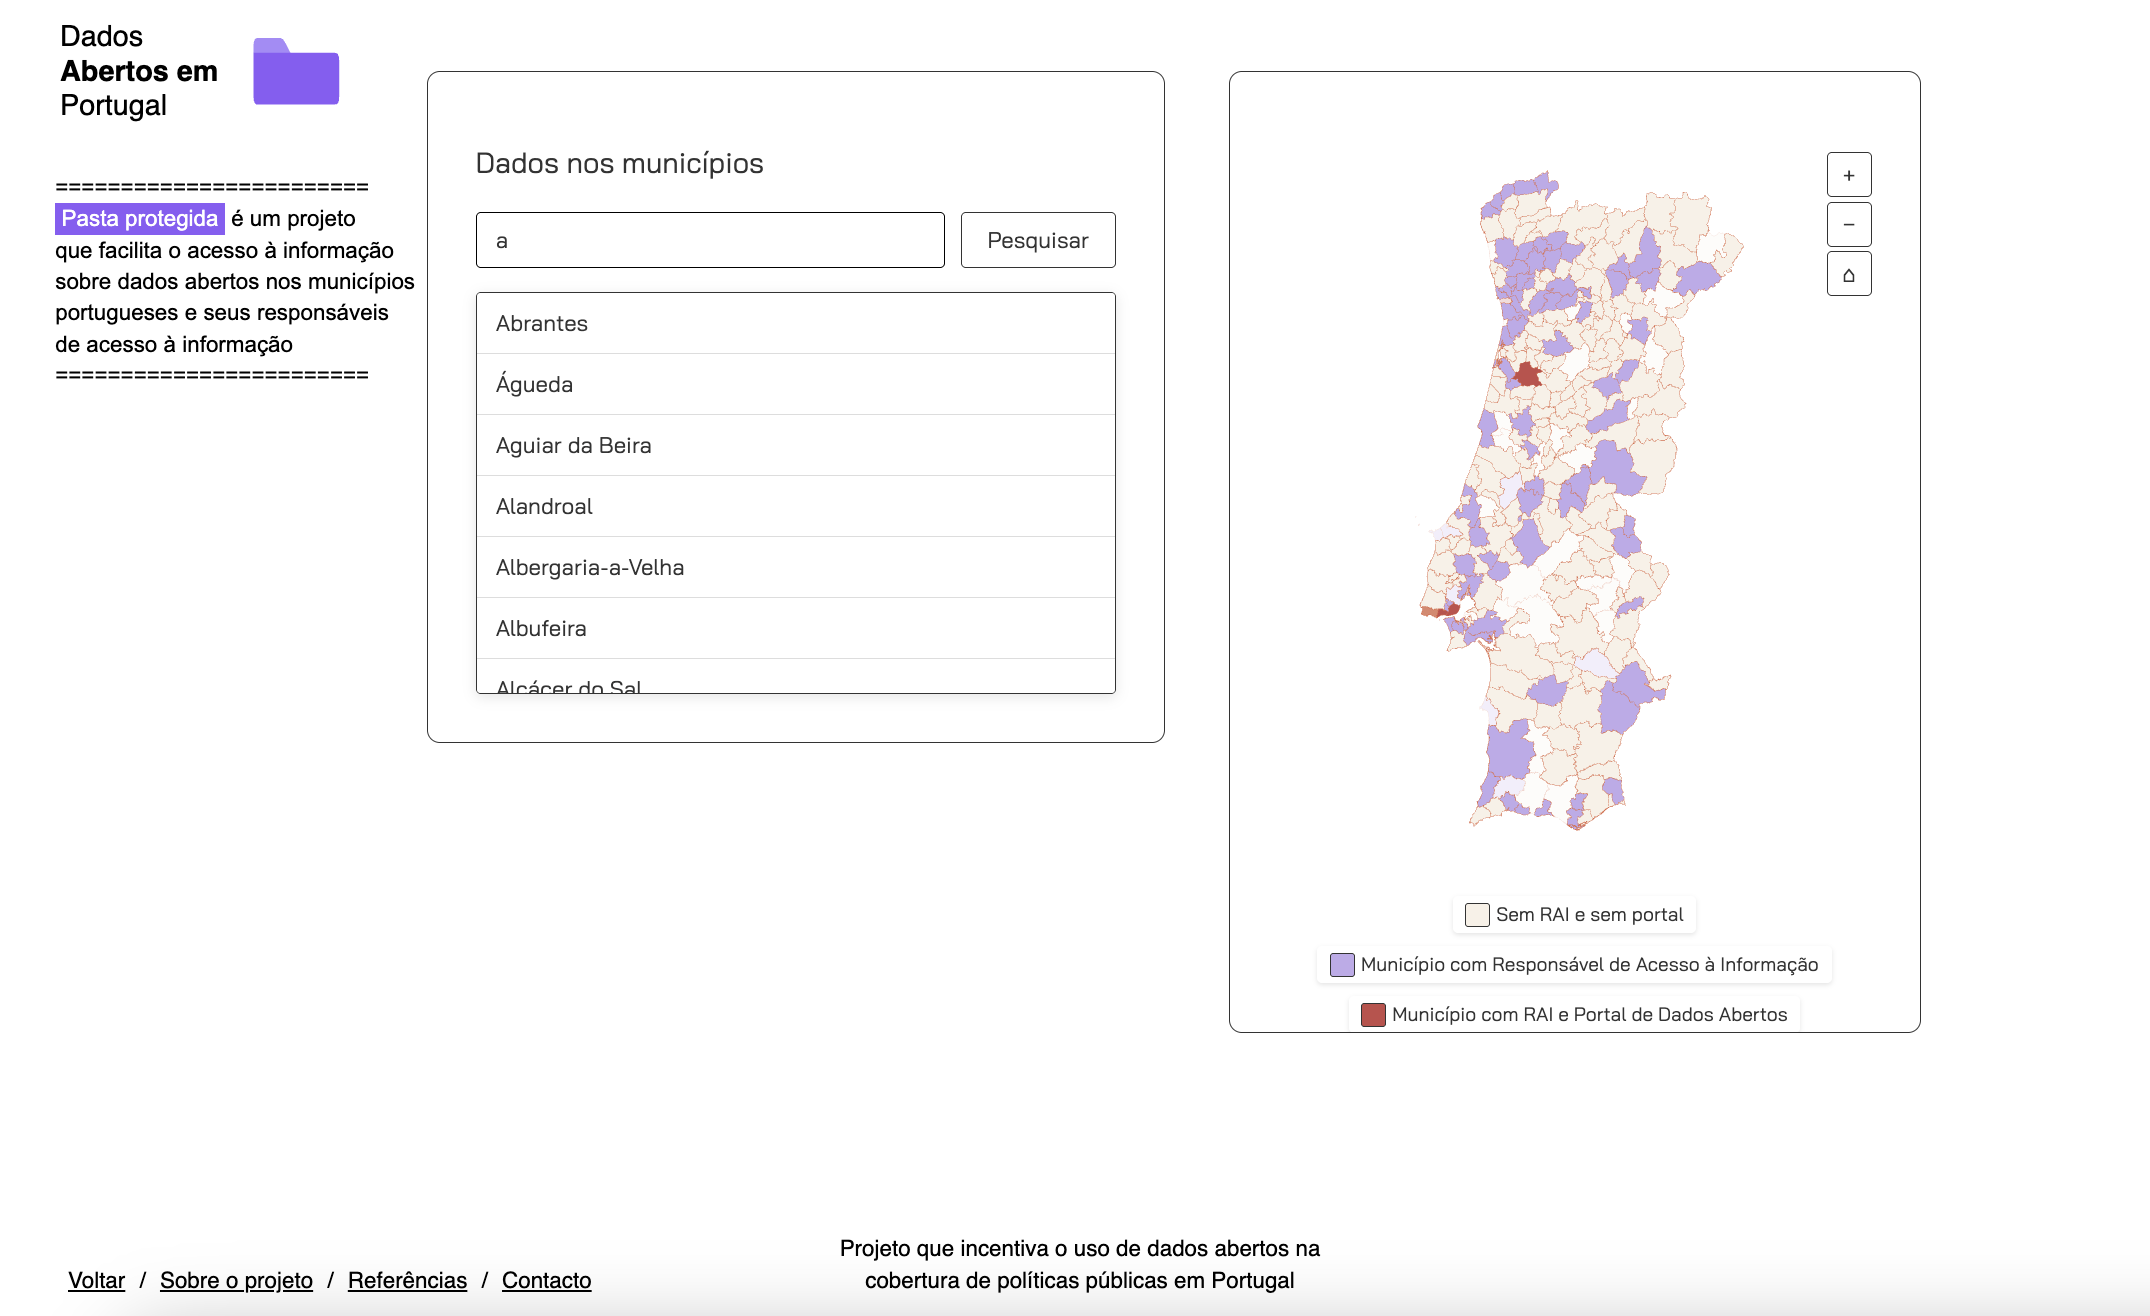 Dados
Abertos em
Portugal
========================
Pasta protegida é um projeto
que facilita o acesso à informação
sobre dados abertos nos municípios
portugueses e seus responsáveis
de acesso à informação
========================
Dados nos municípios
a
Pesquisar
Abrantes
Águeda
Aguiar da Beira
Alandroal
Albergaria-a-Velha
Albufeira
Alcácer do Sal
+
−
⌂
Sem RAI e sem portal
Município com Responsável de Acesso à Informação
Município com RAI e Portal de Dados Abertos
Voltar / Sobre o projeto / Referências / Contacto
Projeto que incentiva o uso de dados abertos na
cobertura de políticas públicas em Portugal